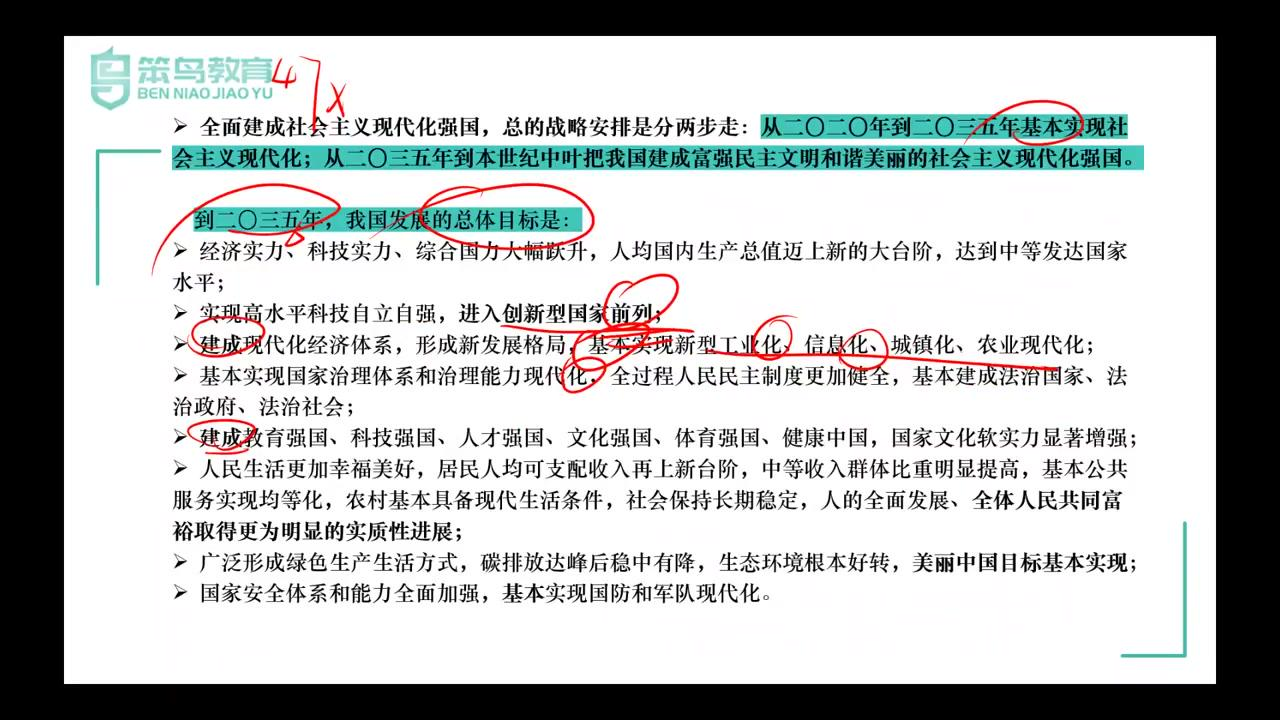 笨鸟教育
BEN NIAO JIAO YU
47x
➢ 全面建成社会主义现代化强国，总的战略安排是分两步走：从二〇二〇年到二〇三五年基本实现社
会主义现代化；从二〇三五年到本世纪中叶把我国建成富强民主文明和谐美丽的社会主义现代化强国。
到二〇三五年，我国发展的总体目标是：
➢ 经济实力、科技实力、综合国力大幅跃升，人均国内生产总值迈上新的大台阶，达到中等发达国家
水平；
➢ 实现高水平科技自立自强，进入创新型国家前列；
➢ 建成现代化经济体系，形成新发展格局，基本实现新型工业化、信息化、城镇化、农业现代化；
➢ 基本实现国家治理体系和治理能力现代化，全过程人民民主制度更加健全，基本建成法治国家、法
治政府、法治社会；
➢ 建成教育强国、科技强国、人才强国、文化强国、体育强国、健康中国，国家文化软实力显著增强；
➢ 人民生活更加幸福美好，居民人均可支配收入再上新台阶，中等收入群体比重明显提高，基本公共
服务实现均等化，农村基本具备现代生活条件，社会保持长期稳定，人的全面发展、全体人民共同富
裕取得更为明显的实质性进展；
➢ 广泛形成绿色生产生活方式，碳排放达峰后稳中有降，生态环境根本好转，美丽中国目标基本实现；
➢ 国家安全体系和能力全面加强，基本实现国防和军队现代化。